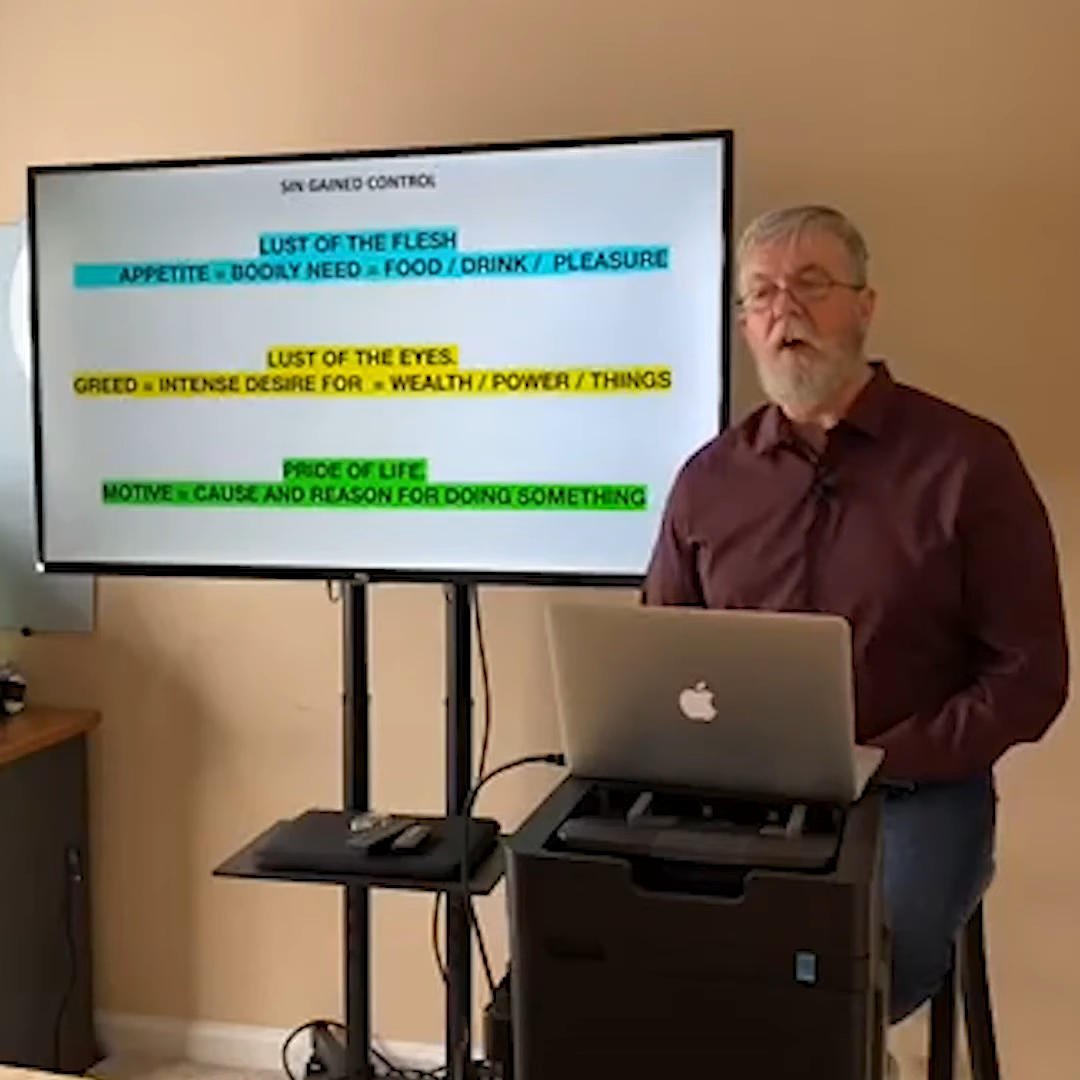 SIN GAINED CONTROL
LUST OF THE FLESH
APPETITE = BODILY NEED = FOOD / DRINK / PLEASURE
LUST OF THE EYES.
GREED = INTENSE DESIRE FOR = WEALTH / POWER / THINGS
PRIDE OF LIFE.
MOTIVE = CAUSE AND REASON FOR DOING SOMETHING